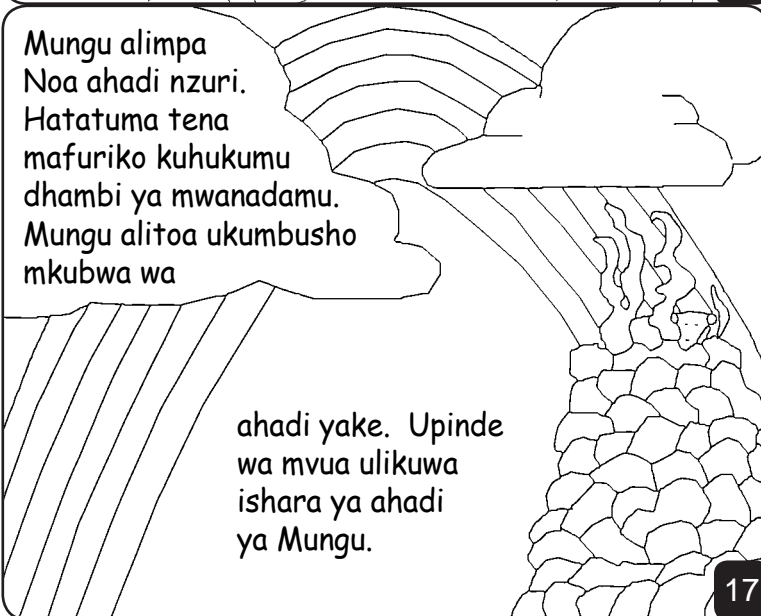 Mungu alimpa
Noa ahadi nzuri.
Hatatuma tena
mafuriko kuhukumu
dhambi ya mwanadamu.
Mungu alitoa ukumbusho
mkubwa wa
ahadi yake.  Upinde
wa mvua ulikuwa
ishara ya ahadi
ya Mungu.
17